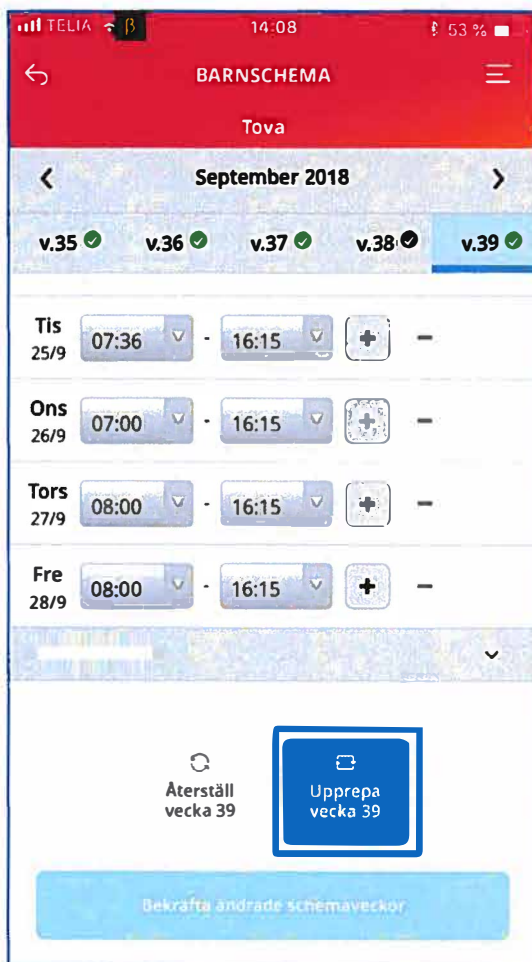 TELIA β 14:08 53 %
BARNSCHEMA
Tova
September 2018
v.35 v.36 v.37 v.38 v.39
Tis
25/9
07:36 - 16:15 + -
Ons
26/9
07:00 - 16:15 + -
Tors
27/9
08:00 - 16:15 + -
Fre
28/9
08:00 - 16:15 + -
Återställ
vecka 39
Upprepa
vecka 39
Bekräfta ändrade schemaveckor